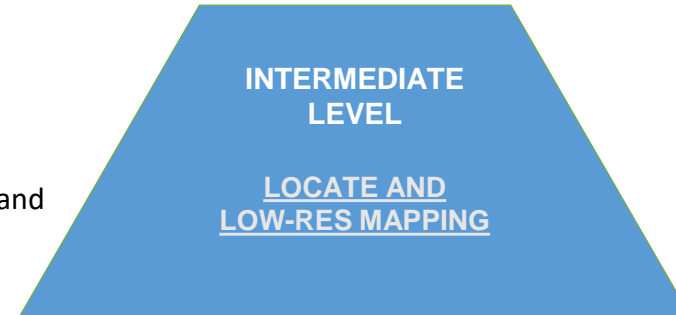 INTERMEDIATE
LEVEL
LOCATE AND
and
LOW-RES MAPPING